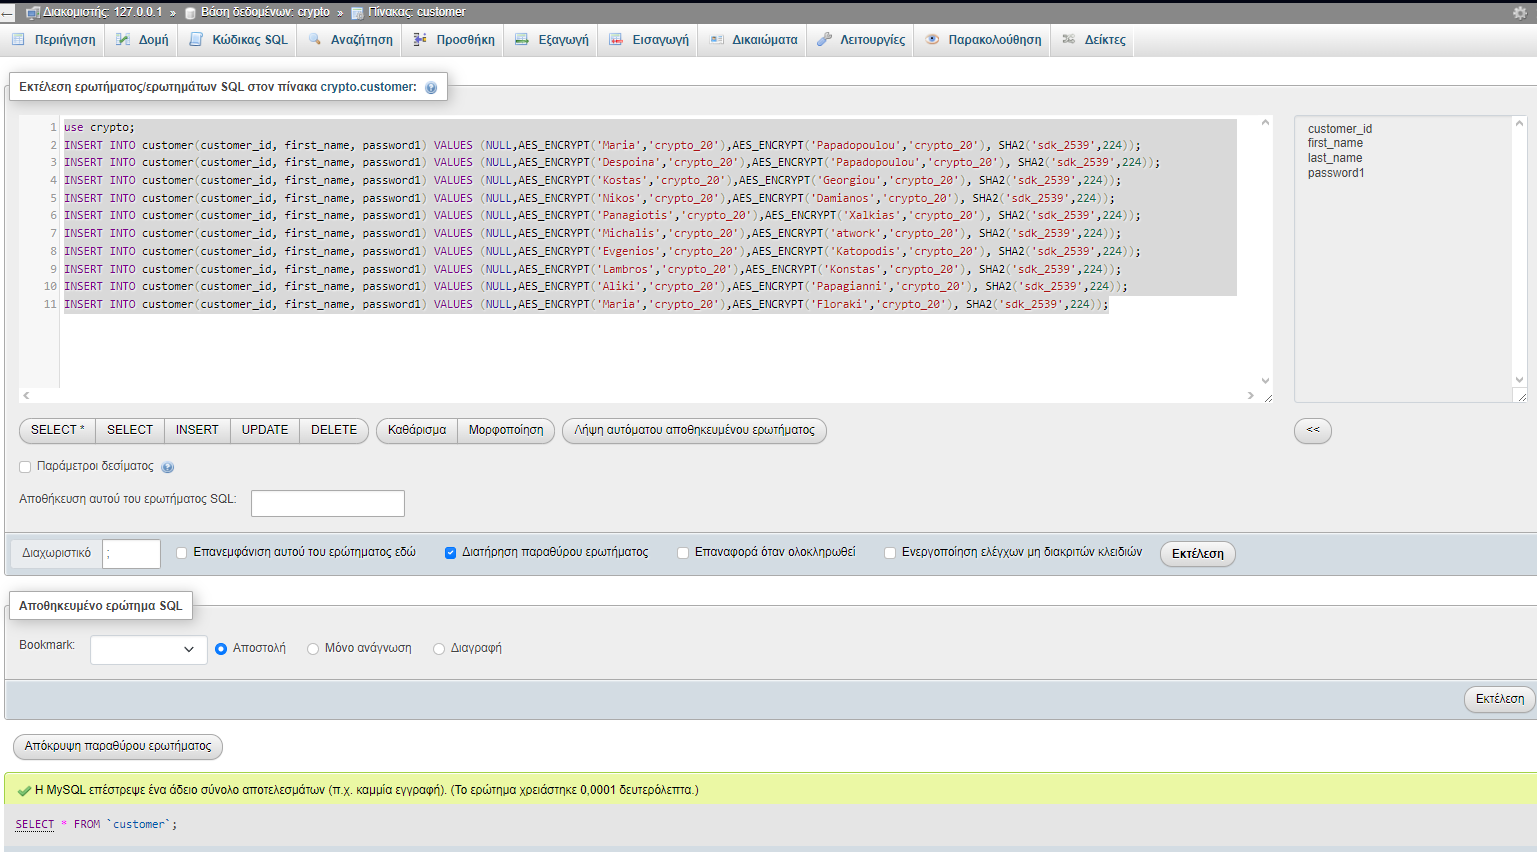 ← Διακομιστής: 127.0.0.1 » Βάση δεδομένων: crypto » Πίνακας: customer
Περιήγηση Δομή Κώδικας SQL Αναζήτηση Προσθήκη Εξαγωγή Εισαγωγή Δικαιώματα Λειτουργίες Παρακολούθηση Δείκτες
Εκτέλεση ερωτήματος/ερωτημάτων SQL στον πίνακα crypto.customer:
1 use crypto;
2 INSERT INTO customer(customer_id, first_name, password1) VALUES (NULL,AES_ENCRYPT('Maria','crypto_20'),AES_ENCRYPT('Papadopoulou','crypto_20'), SHA2('sdk_2539',224));
3 INSERT INTO customer(customer_id, first_name, password1) VALUES (NULL,AES_ENCRYPT('Despoina','crypto_20'),AES_ENCRYPT('Papadopoulou','crypto_20'), SHA2('sdk_2539',224));
4 INSERT INTO customer(customer_id, first_name, password1) VALUES (NULL,AES_ENCRYPT('Kostas','crypto_20'),AES_ENCRYPT('Georgiou','crypto_20'), SHA2('sdk_2539',224));
5 INSERT INTO customer(customer_id, first_name, password1) VALUES (NULL,AES_ENCRYPT('Nikos','crypto_20'),AES_ENCRYPT('Damianos','crypto_20'), SHA2('sdk_2539',224));
6 INSERT INTO customer(customer_id, first_name, password1) VALUES (NULL,AES_ENCRYPT('Panagiotis','crypto_20'),AES_ENCRYPT('Xalkias','crypto_20'), SHA2('sdk_2539',224));
7 INSERT INTO customer(customer_id, first_name, password1) VALUES (NULL,AES_ENCRYPT('Michalis','crypto_20'),AES_ENCRYPT('atwork','crypto_20'), SHA2('sdk_2539',224));
8 INSERT INTO customer(customer_id, first_name, password1) VALUES (NULL,AES_ENCRYPT('Evgenios','crypto_20'),AES_ENCRYPT('Katopodis','crypto_20'), SHA2('sdk_2539',224));
9 INSERT INTO customer(customer_id, first_name, password1) VALUES (NULL,AES_ENCRYPT('Lambros','crypto_20'),AES_ENCRYPT('Konstas','crypto_20'), SHA2('sdk_2539',224));
10 INSERT INTO customer(customer_id, first_name, password1) VALUES (NULL,AES_ENCRYPT('Aliki','crypto_20'),AES_ENCRYPT('Papagianni','crypto_20'), SHA2('sdk_2539',224));
11 INSERT INTO customer(customer_id, first_name, password1) VALUES (NULL,AES_ENCRYPT('Maria','crypto_20'),AES_ENCRYPT('Floraki','crypto_20'), SHA2('sdk_2539',224));
customer_id
first_name
last_name
password1
SELECT * SELECT INSERT UPDATE DELETE Καθάρισμα Μορφοποίηση Λήψη αυτόματου αποθηκευμένου ερωτήματος <<
Παράμετροι δεσίματος
Αποθήκευση αυτού του ερωτήματος SQL:
Διαχωριστικό ; Επανεμφάνιση αυτού του ερώτηματος εδώ Διατήρηση παραθύρου ερωτήματος Επαναφορά όταν ολοκληρωθεί Ενεργοποίηση ελέγχων μη διακριτών κλειδιών Εκτέλεση
Αποθηκευμένο ερώτημα SQL
Bookmark: Αποστολή Μόνο ανάγνωση Διαγραφή
Εκτέλεση
Απόκρυψη παραθύρου ερωτήματος
Η MySQL επέστρεψε ένα άδειο σύνολο αποτελεσμάτων (π.χ. καμμία εγγραφή). (Το ερώτημα χρειάστηκε 0,0001 δευτερόλεπτα.)
SELECT * FROM `customer`;